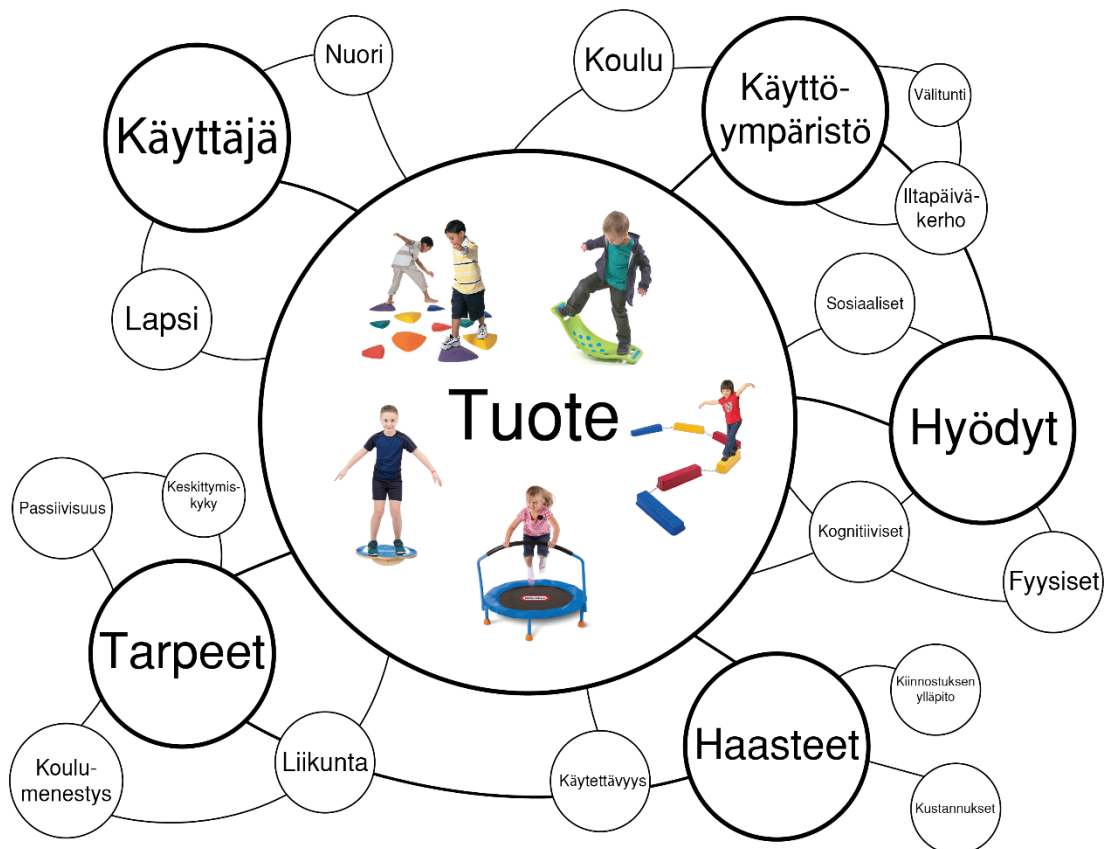 Nuori
Koulu
Käyttäjä
Käyttö-
ympäristö
Välitunti
Iltapäivä-
kerho
Lapsi
Sosiaaliset
Tuote
Hyödyt
Passiivisuus
Keskittymis-
kyky
Kognitiiviset
Fyysiset
Tarpeet
Kiinnostuksen
ylläpito
Haasteet
Koulu-
menestys
Liikunta
Käytettävyys
Kustannukset